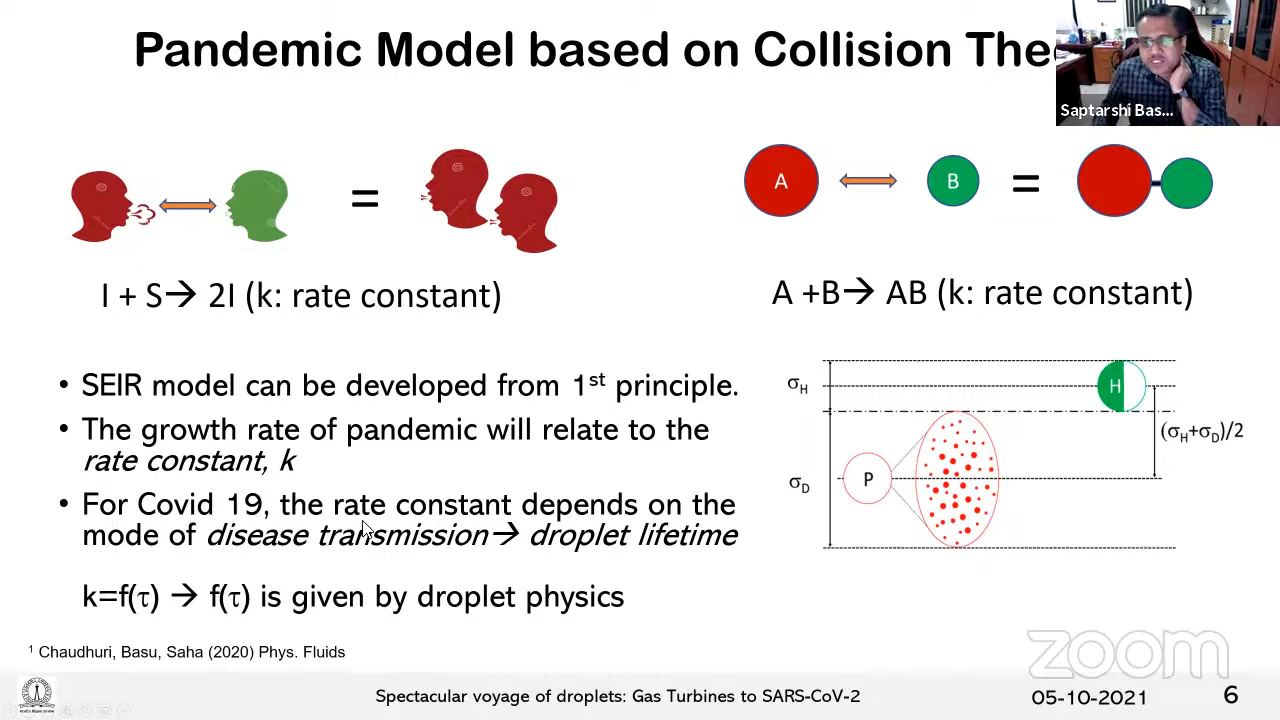 Pandemic Model based on Collision The
Saptarshi Bas...
A
B
=
=
I + S→ 2I (k: rate constant)
A +B→ AB (k: rate constant)
• SEIR model can be developed from 1st principle.
• The growth rate of pandemic will relate to the
rate constant, k
• For Covid 19, the rate constant depends on the
mode of disease transmission→ droplet lifetime
k=f(τ) → f(τ) is given by droplet physics
σH
H
(σH+σD)/2
P
σD
1 Chaudhuri, Basu, Saha (2020) Phys. Fluids
zoom
Spectacular voyage of droplets: Gas Turbines to SARS-CoV-2
05-10-2021
6